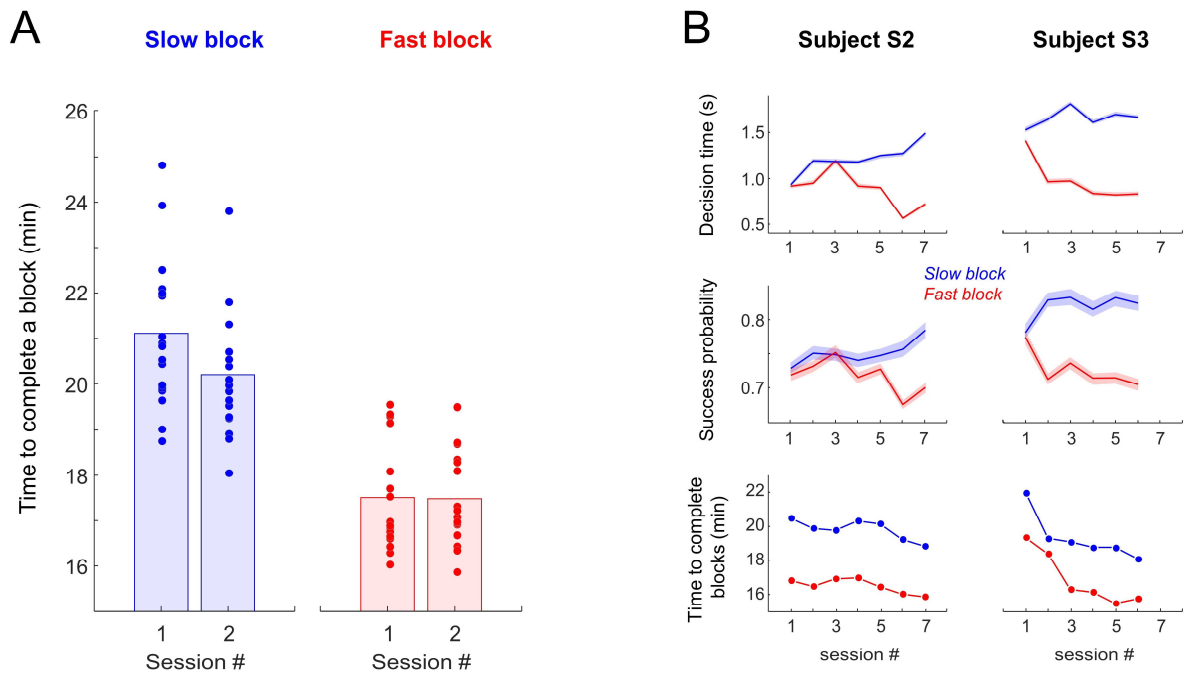 A
Slow block
Fast block
Time to complete a block (min)
26
24
22
20
18
16
1 2
1 2
Session #
Session #
B
Subject S2
Subject S3
Decision time (s)
1.5
1.0
0.5
1 3 5 7
1 3 5 7
Slow block
Fast block
Success probability
0.8
0.7
1 3 5 7
1 3 5 7
Time to complete
blocks (min)
22
20
18
16
1 3 5 7
1 3 5 7
session #
session #